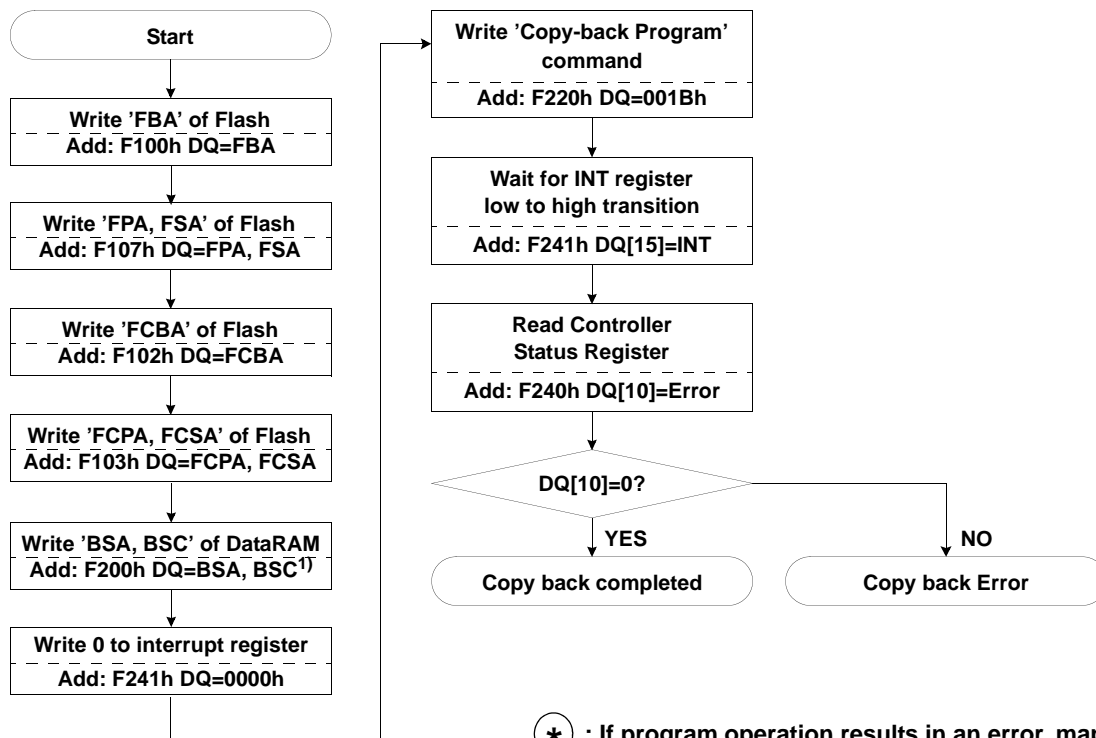 Start
Write ’FBA’ of Flash
Add: F100h DQ=FBA
Write ’FPA, FSA’ of Flash
Add: F107h DQ=FPA, FSA
Write ’FCBA’ of Flash
Add: F102h DQ=FCBA
Write ’FCPA, FCSA’ of Flash
Add: F103h DQ=FCPA, FCSA
Write ’BSA, BSC’ of DataRAM
Add: F200h DQ=BSA, BSC1)
Write 0 to interrupt register
Add: F241h DQ=0000h
Write ’Copy-back Program’
command
Add: F220h DQ=001Bh
Wait for INT register
low to high transition
Add: F241h DQ[15]=INT
Read Controller
Status Register
Add: F240h DQ[10]=Error
DQ[10]=0?
YES
NO
Copy back completed
Copy back Error
* : If program operation results in an error, map